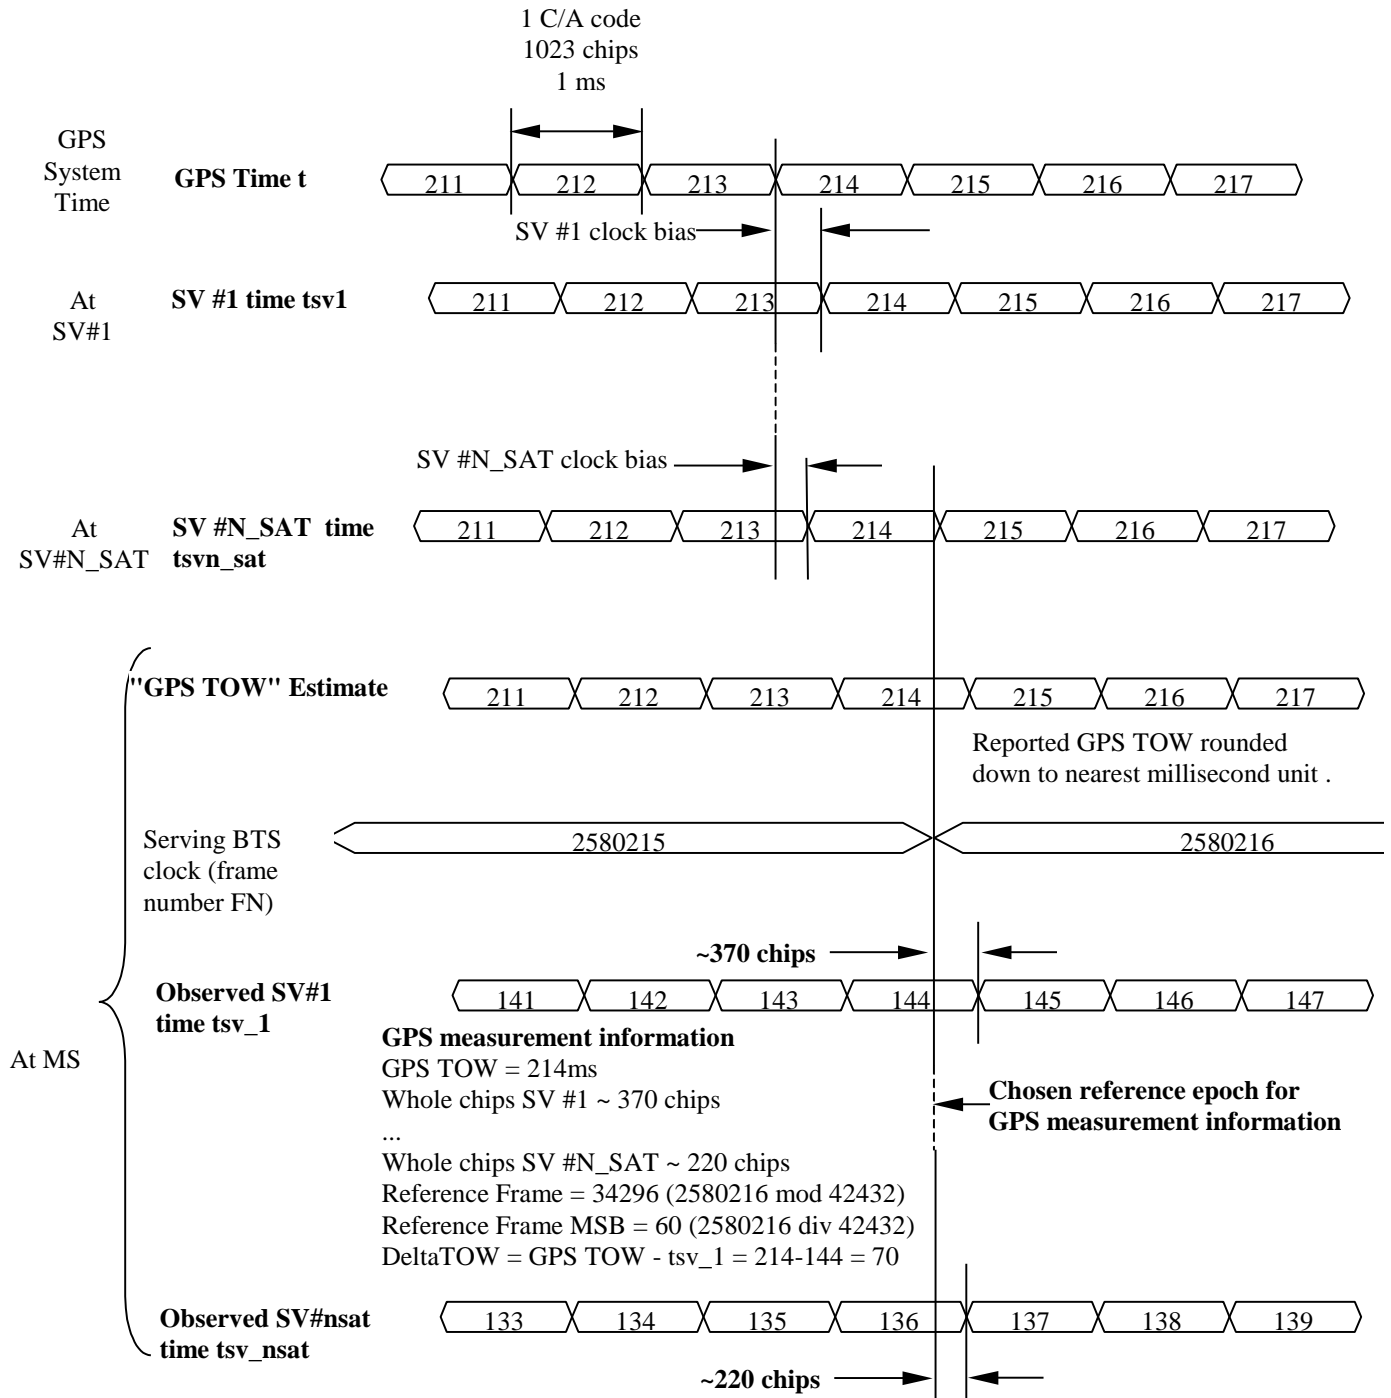 1 C/A code
1023 chips
1 ms
GPS
System
Time
GPS Time t
211 212 213 214 215 216 217
SV #1 clock bias
At
SV#1
SV #1 time tsv1
211 212 213 214 215 216 217
SV #N_SAT clock bias
At
SV#N_SAT
SV #N_SAT time
tsvn_sat
211 212 213 214 215 216 217
"GPS TOW" Estimate
211 212 213 214 215 216 217
Reported GPS TOW rounded
down to nearest millisecond unit .
Serving BTS
clock (frame
number FN)
2580215 2580216
~370 chips
Observed SV#1
time tsv_1
141 142 143 144 145 146 147
At MS
GPS measurement information
GPS TOW = 214ms
Whole chips SV #1 ~ 370 chips
...
Whole chips SV #N_SAT ~ 220 chips
Reference Frame = 34296 (2580216 mod 42432)
Reference Frame MSB = 60 (2580216 div 42432)
DeltaTOW = GPS TOW - tsv_1 = 214-144 = 70
Chosen reference epoch for
GPS measurement information
Observed SV#nsat
time tsv_nsat
133 134 135 136 137 138 139
~220 chips